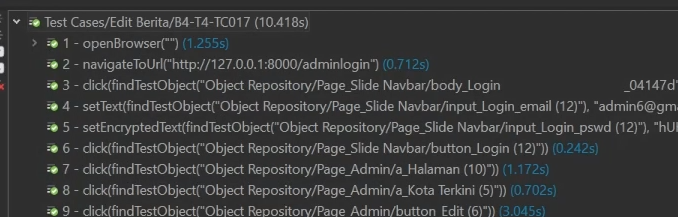 Test Cases/Edit Berita/B4-T4-TC017 (10.418s)
1 - openBrowser("") (1.255s)
2 - navigateToUrl("http://127.0.0.1:8000/adminlogin") (0.712s)
3 - click(findTestObject("Object Repository/Page_Slide Navbar/body_Login _04147d"
4 - setText(findTestObject("Object Repository/Page_Slide Navbar/input_Login_email (12)"), "admin6@gma
5 - setEncryptedText(findTestObject("Object Repository/Page_Slide Navbar/input_Login_pswd (12)"), "hUK
6 - click(findTestObject("Object Repository/Page_Slide Navbar/button_Login (12)")) (0.242s)
7 - click(findTestObject("Object Repository/Page_Admin/a_Halaman (10)")) (1.172s)
8 - click(findTestObject("Object Repository/Page_Admin/a_Kota Terkini (5)")) (0.702s)
9 - click(findTestObject("Object Repository/Page_Admin/button_Edit (6)")) (3.045s)